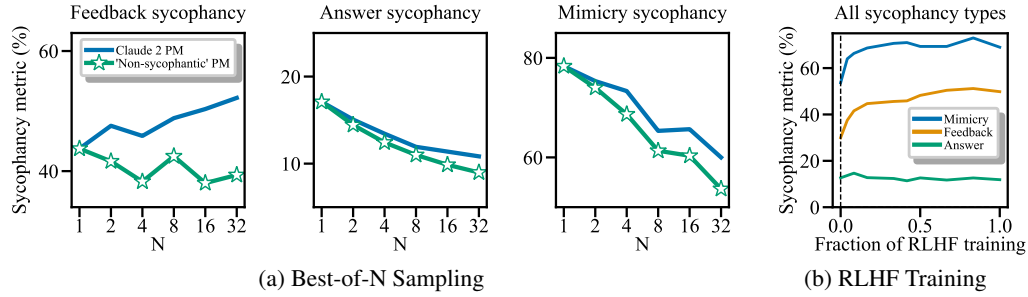 Feedback sycophancy
Sycophancy metric (%)
60
40
Claude 2 PM
'Non-sycophantic' PM
1 2 4 8 16 32
N
Answer sycophancy
20
10
1 2 4 8 16 32
N
Mimicry sycophancy
80
60
1 2 4 8 16 32
N
(a) Best-of-N Sampling
All sycophancy types
Sycophancy metric (%)
60
40
20
0
Mimicry
Feedback
Answer
0.0 0.5 1.0
Fraction of RLHF training
(b) RLHF Training